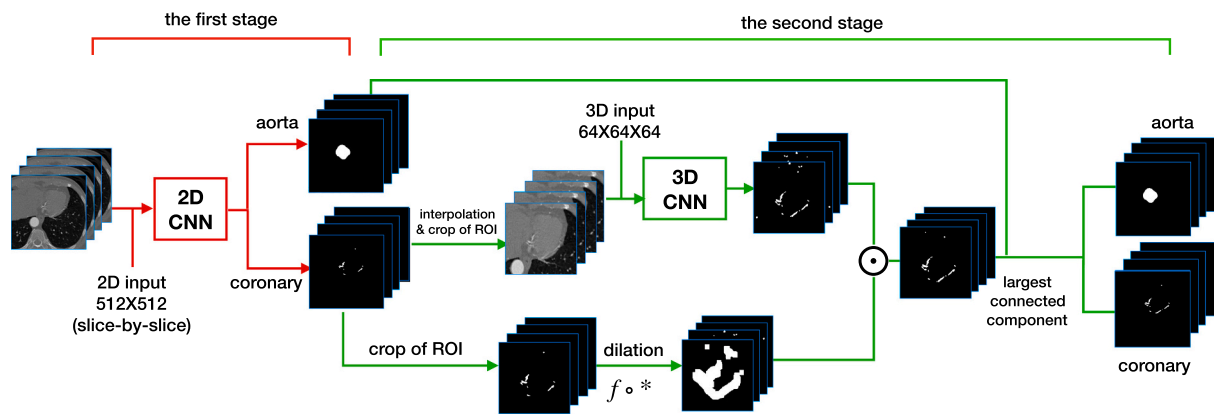 the first stage
the second stage
aorta
2D
CNN
2D input
512X512
(slice-by-slice)
coronary
interpolation
& crop of ROI
3D input
64X64X64
3D
CNN
crop of ROI
dilation
f ∘ *
largest
connected
component
aorta
coronary